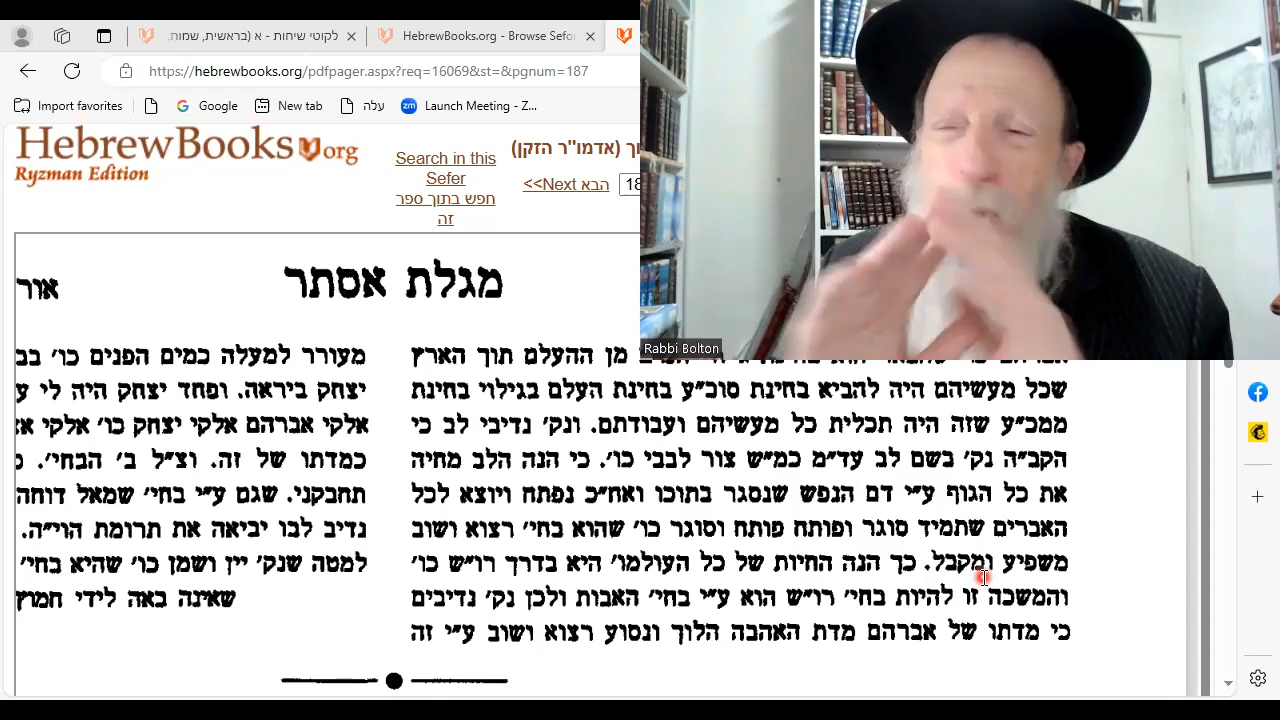 לקוטי שיחות - א (בראשית, שמות,
HebrewBooks.org - Browse Sefor
https://hebrewbooks.org/pdfpager.aspx?req=16069&st=&pgnum=187
Import favorites
Google
New tab
עלה
Launch Meeting - Z...
HebrewBooks org
Ryzman Edition
Search in this
Sefer
חפש בתוך ספר
זה
וך (אדמו"ר הזקן)
<<Next הבא
18
Rabbi Bolton
מגלת אסתר
אור
מן ההעלם תוך הארץ
שכל מעשיהם היה להביא בחינת סוכ״ע בחינת העלם בגילוי בחינת
ממכ״ע שזה היה תכלית כל מעשיהם ועבודתם. ונק׳ נדיבי לב כי
הקב״ה נק׳ בשם לב עד״מ כמ״ש צור לבבי כו׳. כי הנה הלב מחיה
את כל הגוף ע״י דם הנפש שנסגר בתוכו ואח״כ נפתח ויוצא לכל
האברים שתמיד סוגר ופותח פותח וסוגר כו׳ שהוא בחי׳ רצוא ושוב
משפיע ומקבל. כך הנה החיות של כל העולמו׳ היא בדרך רו״ש כו׳
והמשכה זו להיות בחי׳ רו״ש הוא ע״י בחי׳ האבות ולכן נק׳ נדיבים
כי מדתו של אברהם מדת האהבה הלוך ונסוע רצוא ושוב ע״י זה
מעורר למעלה כמים הפנים כו׳ בב
יצחק ביראה. ופחד יצחק היה לי ע
אלקי אברהם אלקי יצחק כו׳ אלקי
כמדתו של זה. וצ״ל ב׳ הבחי׳.
תחבקני. שגם ע״י בחי׳ שמאל דוחה
נדיב לבו יביאה את תרומת הוי״ה.
למטה שנק׳ יין ושמן כו׳ שהיא בחי׳
שאינה באה לידי חמוץ